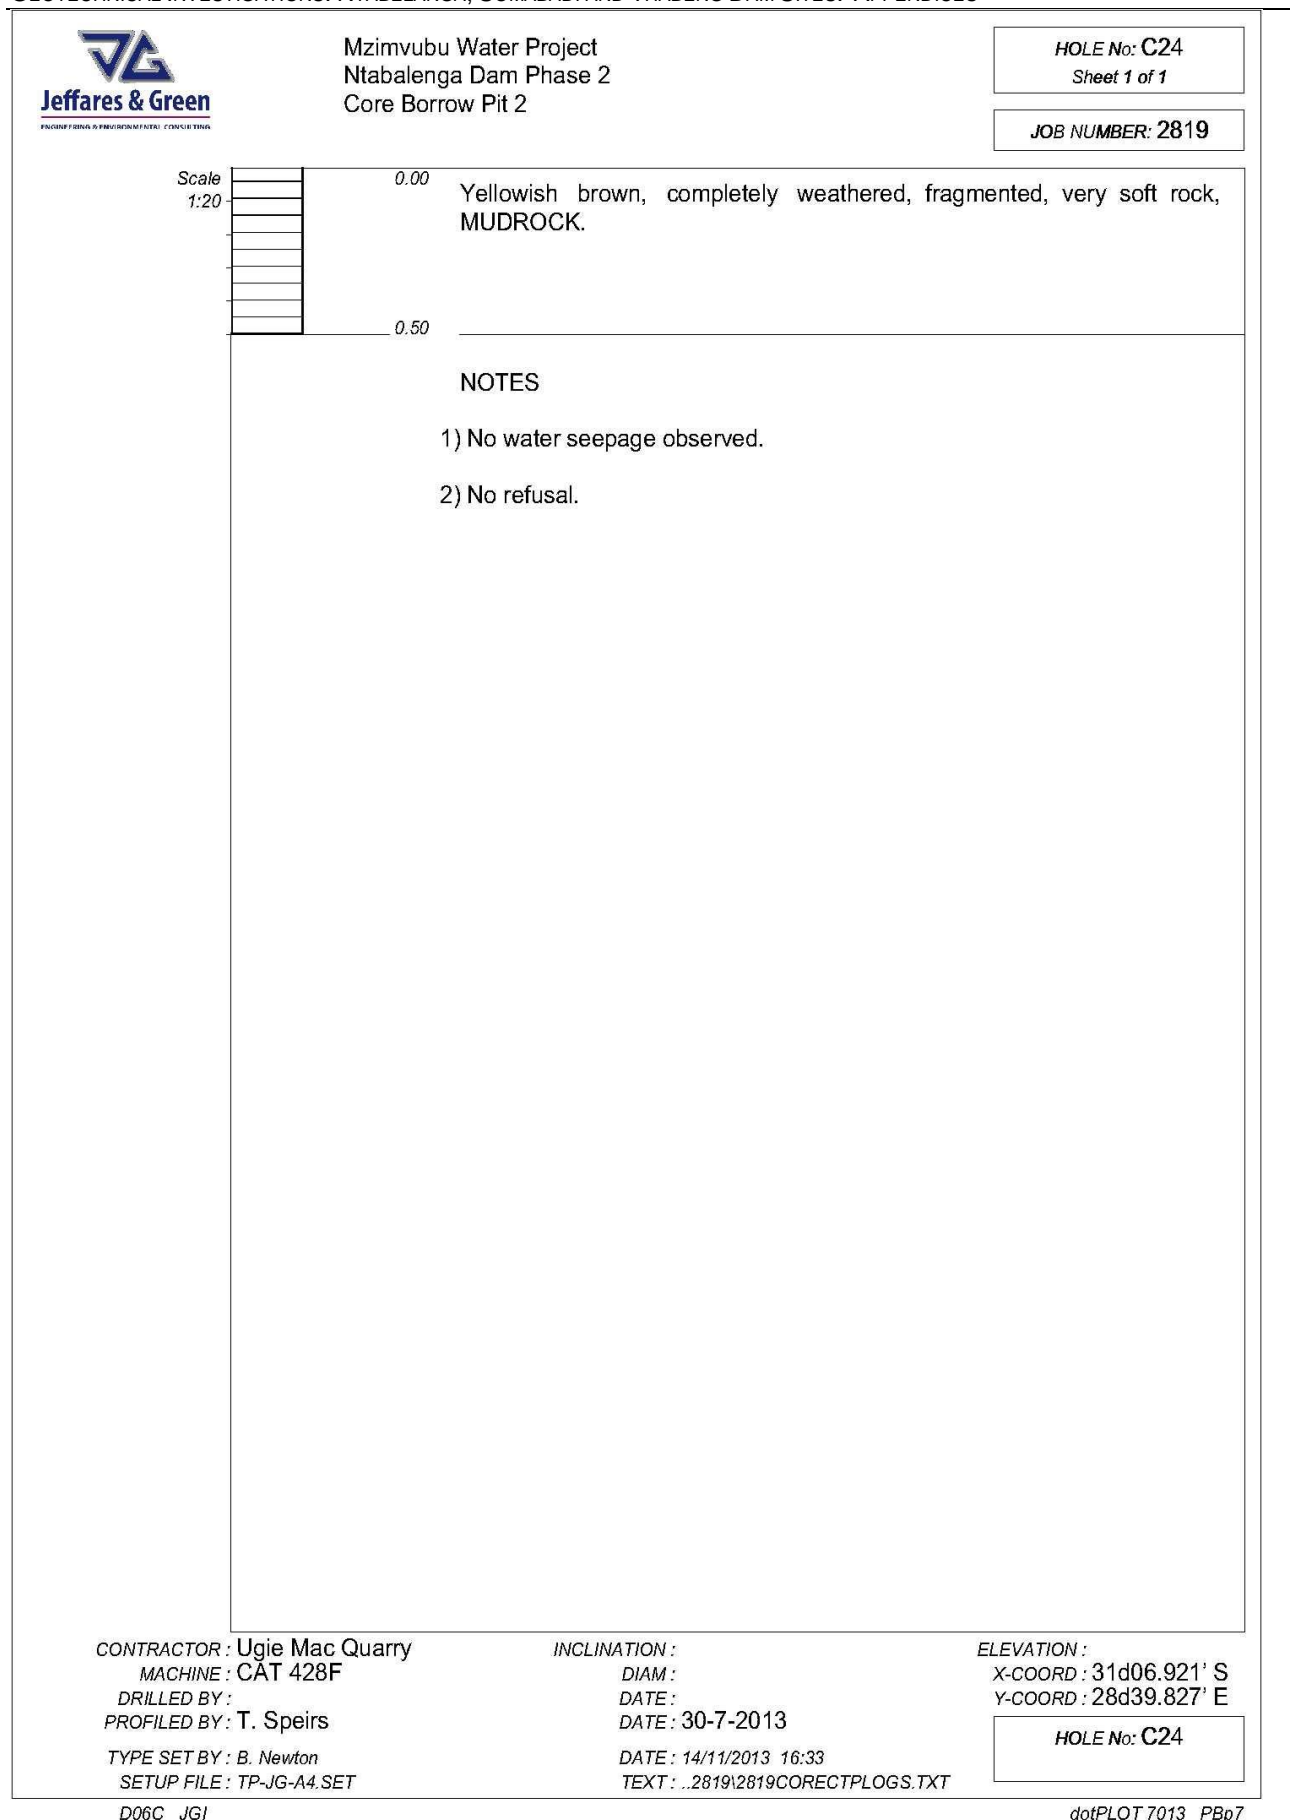 Jeffares & Green
ENGINEERING & ENVIRONMENTAL CONSULTING
Mzimvubu Water Project
Ntabalenga Dam Phase 2
Core Borrow Pit 2
HOLE No: C24
Sheet 1 of 1
JOB NUMBER: 2819
Scale
1:20
0.00
Yellowish brown, completely weathered, fragmented, very soft rock,
MUDROCK.
0.50
NOTES
1) No water seepage observed.
2) No refusal.
CONTRACTOR : Ugie Mac Quarry
MACHINE : CAT 428F
DRILLED BY :
PROFILED BY : T. Speirs
TYPE SET BY : B. Newton
SETUP FILE : TP-JG-A4.SET
INCLINATION :
DIAM :
DATE :
DATE : 30-7-2013
DATE : 14/11/2013 16:33
TEXT : ..2819\2819CORECTPLOGS.TXT
ELEVATION :
X-COORD : 31d06.921' S
Y-COORD : 28d39.827' E
HOLE No: C24
D06C JGI
dotPLOT 7013 PBp7